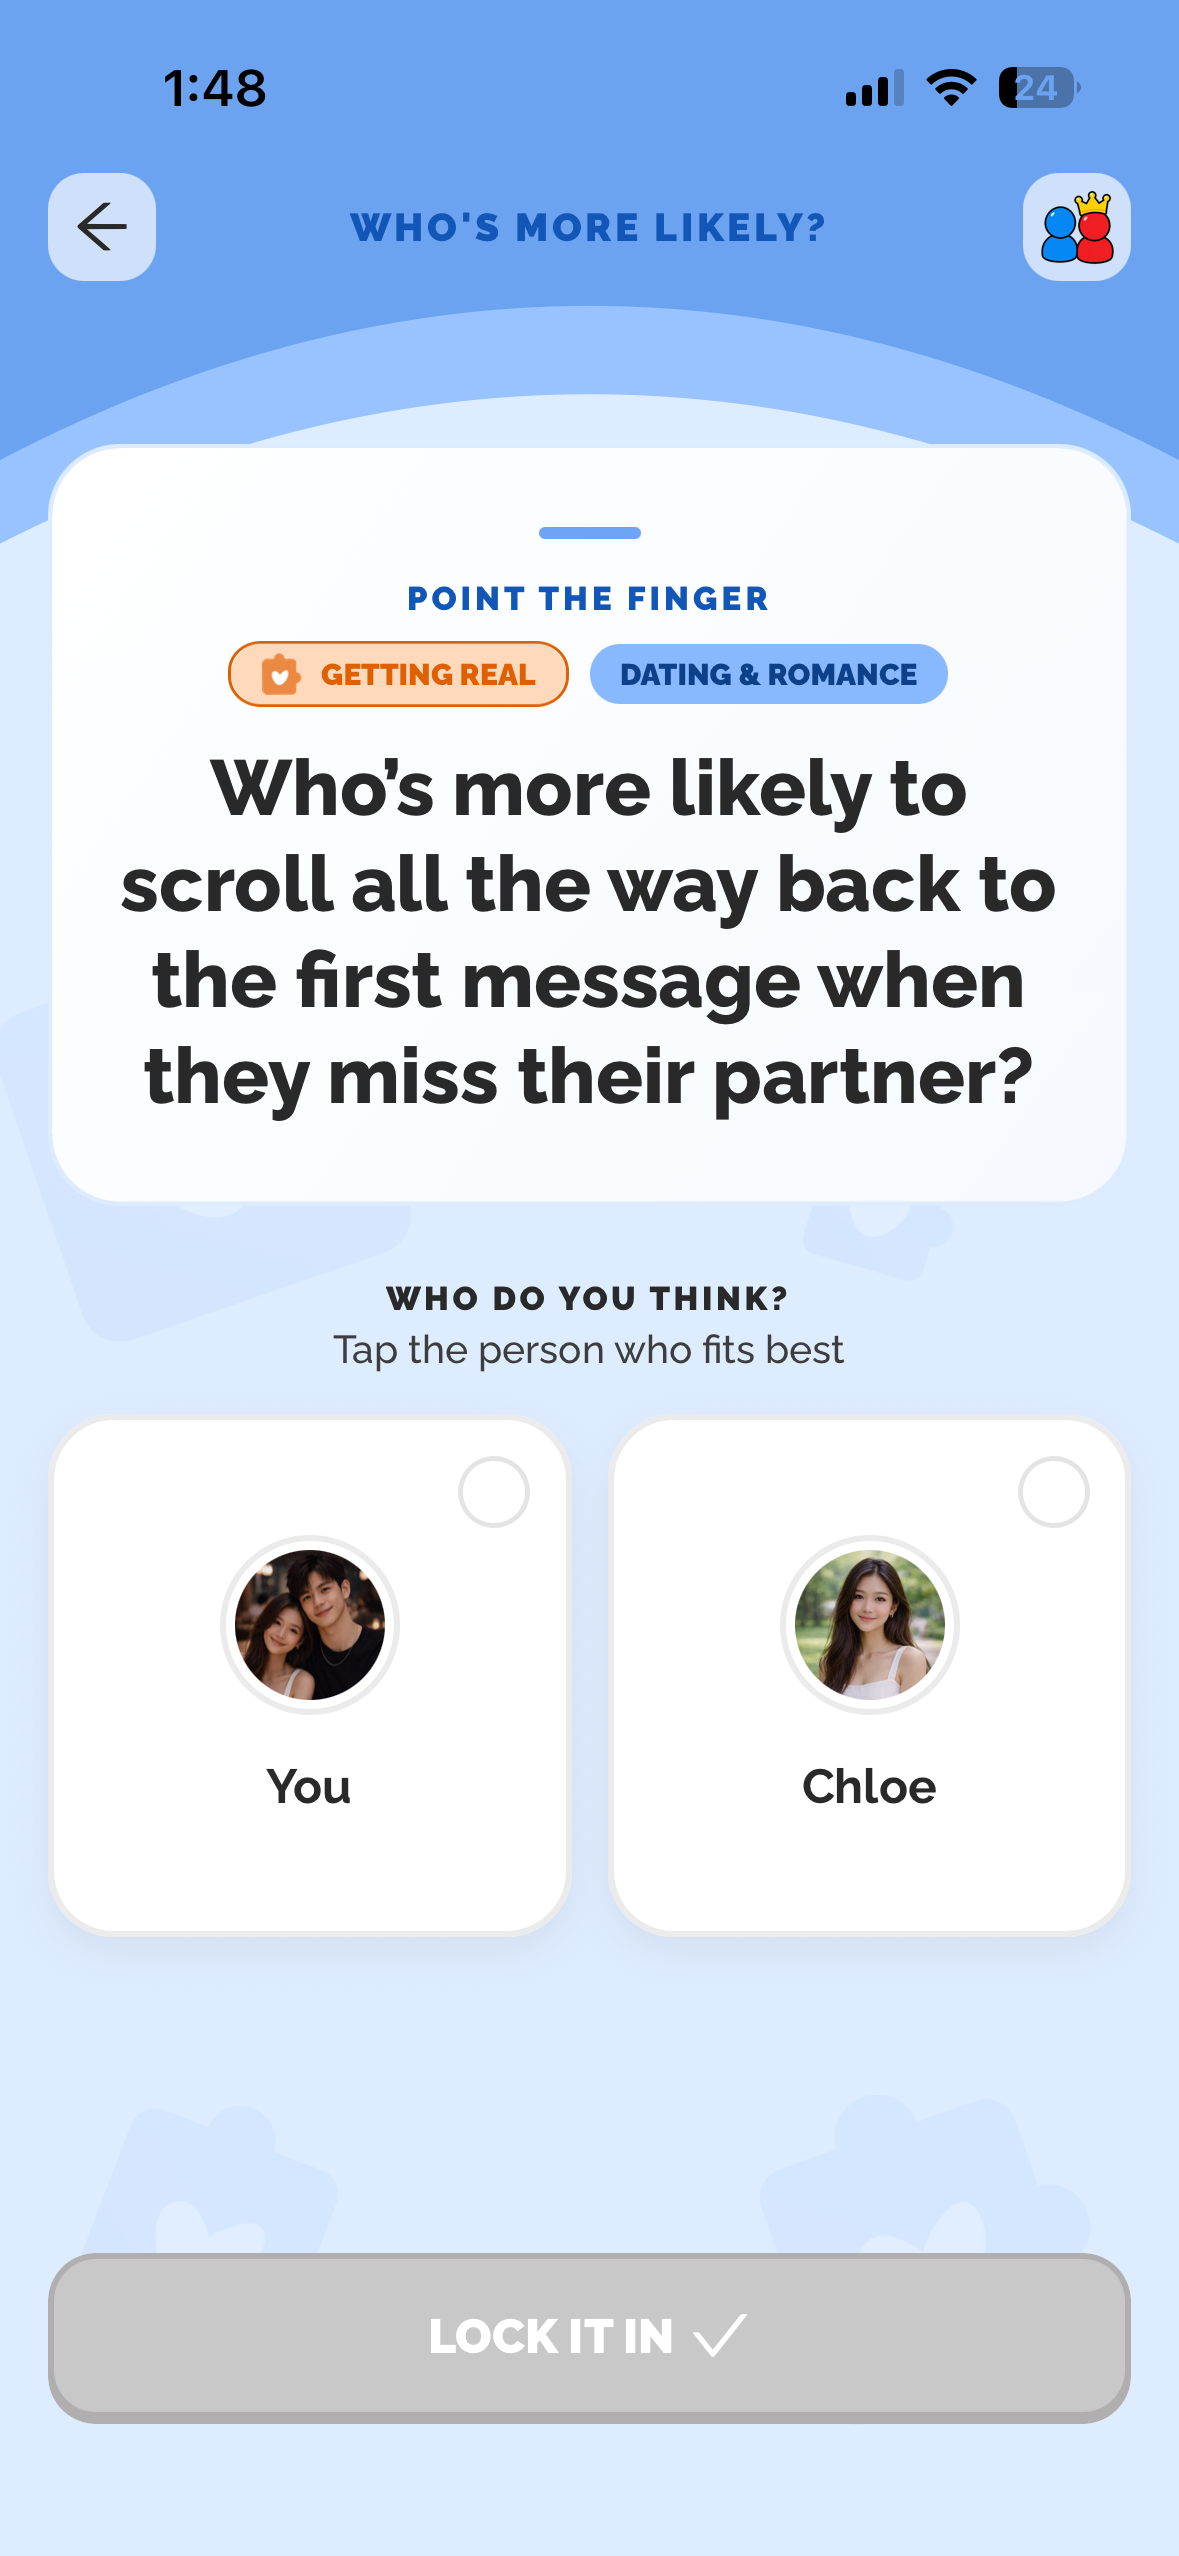 1:48
24
WHO'S MORE LIKELY?
POINT THE FINGER
GETTING REAL
DATING & ROMANCE
Who’s more likely to
scroll all the way back to
the first message when
they miss their partner?
WHO DO YOU THINK?
Tap the person who fits best
You
Chloe
LOCK IT IN